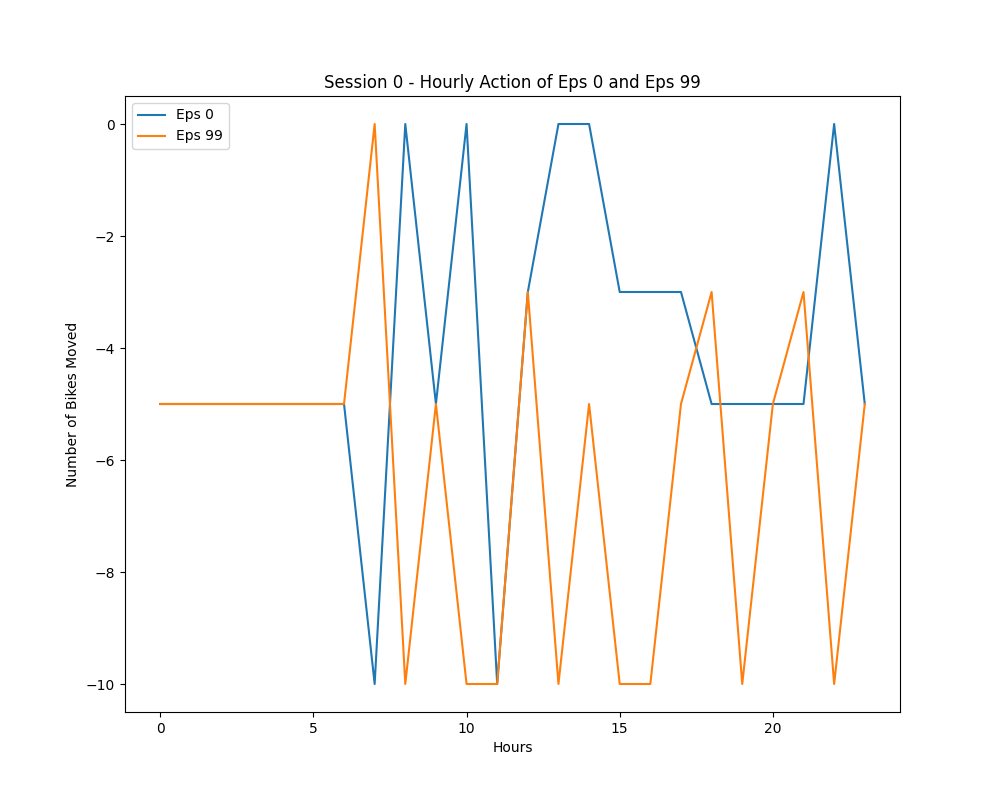 Session 0 - Hourly Action of Eps 0 and Eps 99
Eps 0
Eps 99
Number of Bikes Moved
0
−2
−4
−6
−8
−10
0 5 10 15 20
Hours